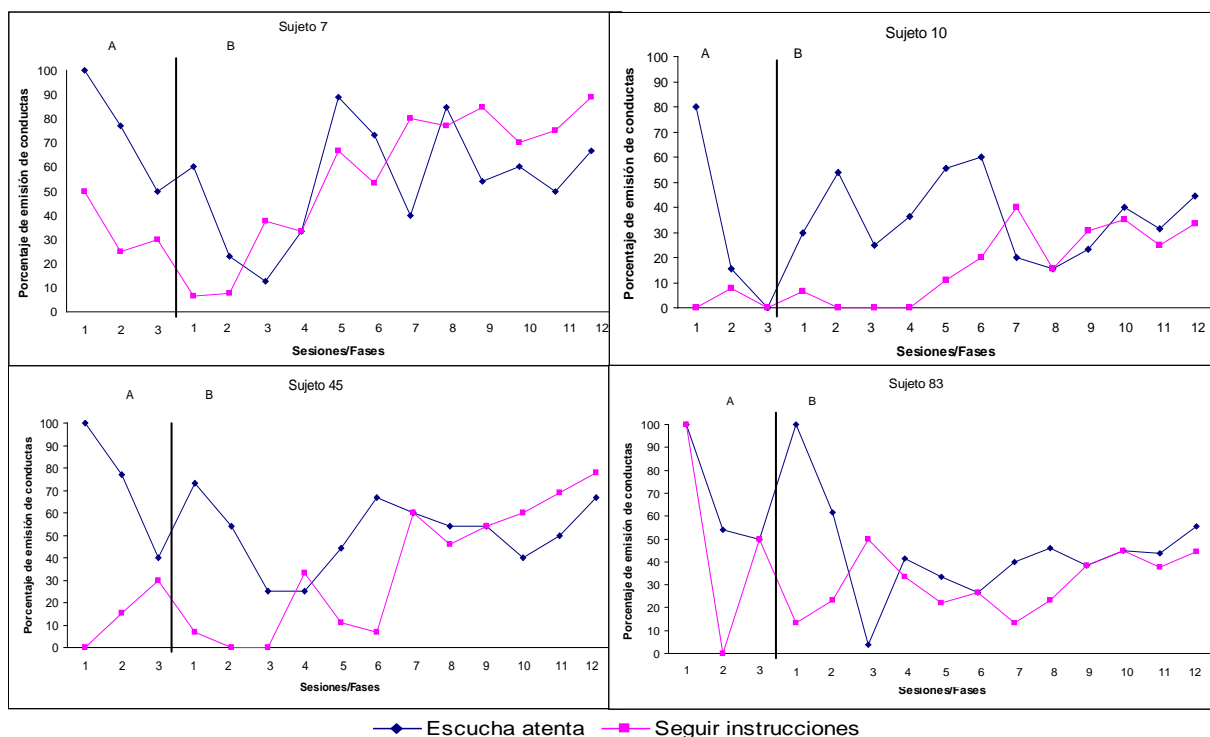 Sujeto 7
A B
Porcentaje de emisión de conductas
100
90
80
70
60
50
40
30
20
10
0
1 2 3 1 2 3 4 5 6 7 8 9 10 11 12
Sesiones/Fases
Sujeto 10
A B
Porcentaje de emisión de conductas
100
90
80
70
60
50
40
30
20
10
0
1 2 3 1 2 3 4 5 6 7 8 9 10 11 12
Sesiones/Fases
Sujeto 45
A B
Porcentaje de emisión de conductas
100
90
80
70
60
50
40
30
20
10
0
1 2 3 1 2 3 4 5 6 7 8 9 10 11 12
Sesiones/Fases
Sujeto 83
A B
Porcentaje de emisión de conductas
100
90
80
70
60
50
40
30
20
10
0
1 2 3 1 2 3 4 5 6 7 8 9 10 11 12
Sesiones/Fases
Escucha atenta Seguir instrucciones